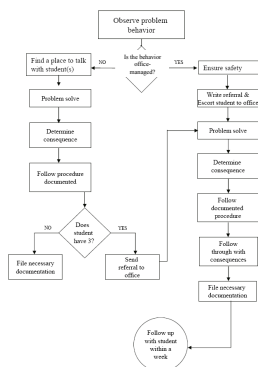 Observe problem
behavior
Is the behavior
office-
managed?
NO
YES
Find a place to talk
with student(s)
Problem solve
Determine
consequence
Follow procedure
documented
Does
student
have 3?
NO
YES
File necessary
documentation
Send
referral to
office
Ensure safety
Write referral &
Escort student to office
Problem solve
Determine
consequence
Follow
documented
procedure
Follow
through with
consequences
File necessary
documentation
Follow up
with student
within a
week